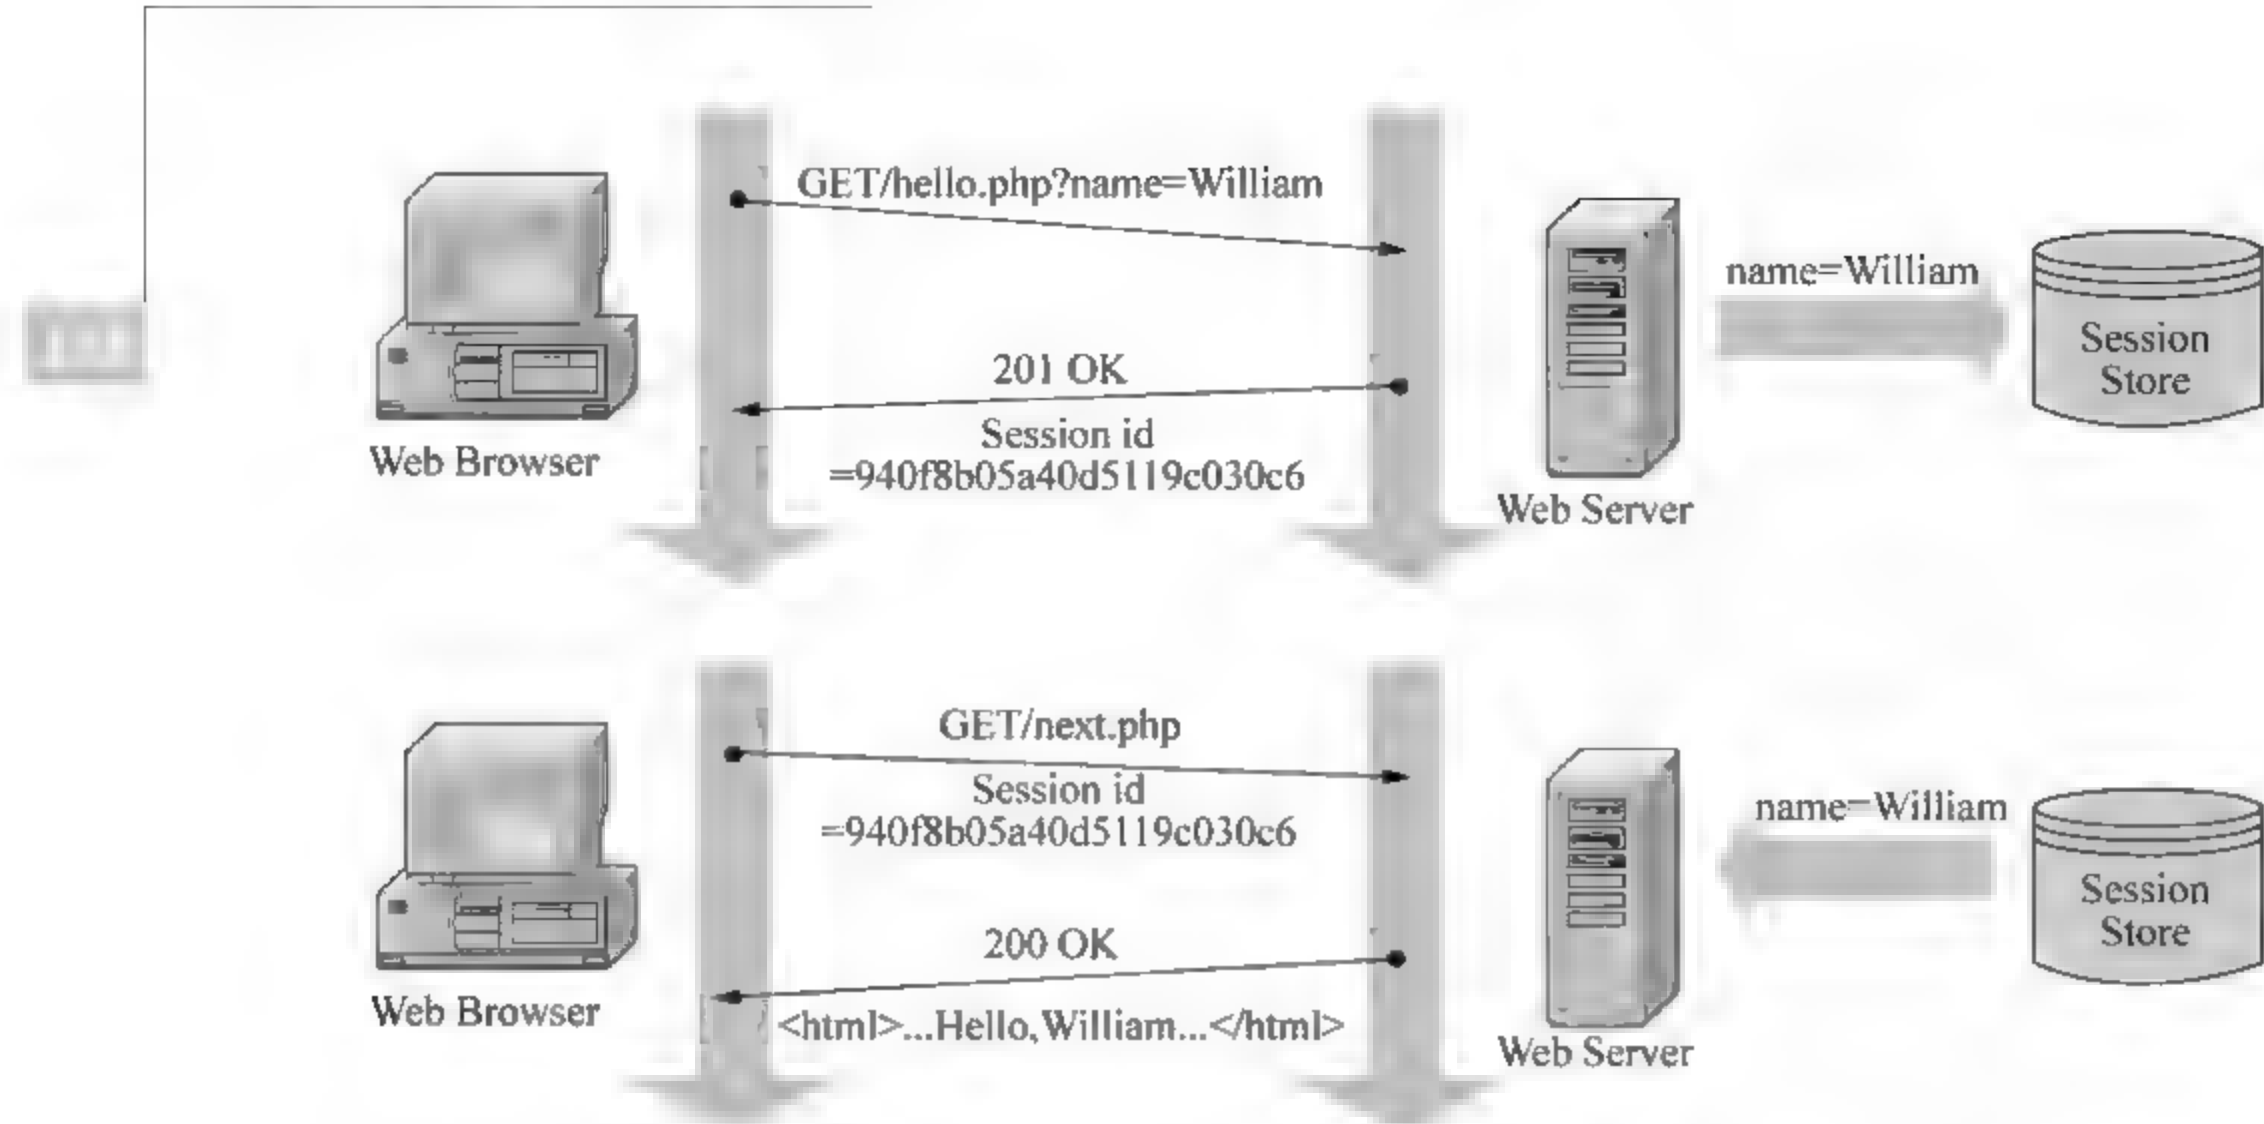 GET/hello.php?name=William
name=William
Session
Store
201 OK
Session id
=940f8b05a40d5119c030c6
Web Browser
Web Server
GET/next.php
Session id
=940f8b05a40d5119c030c6
name=William
Session
Store
200 OK
<html>...Hello,William...</html>
Web Browser
Web Server